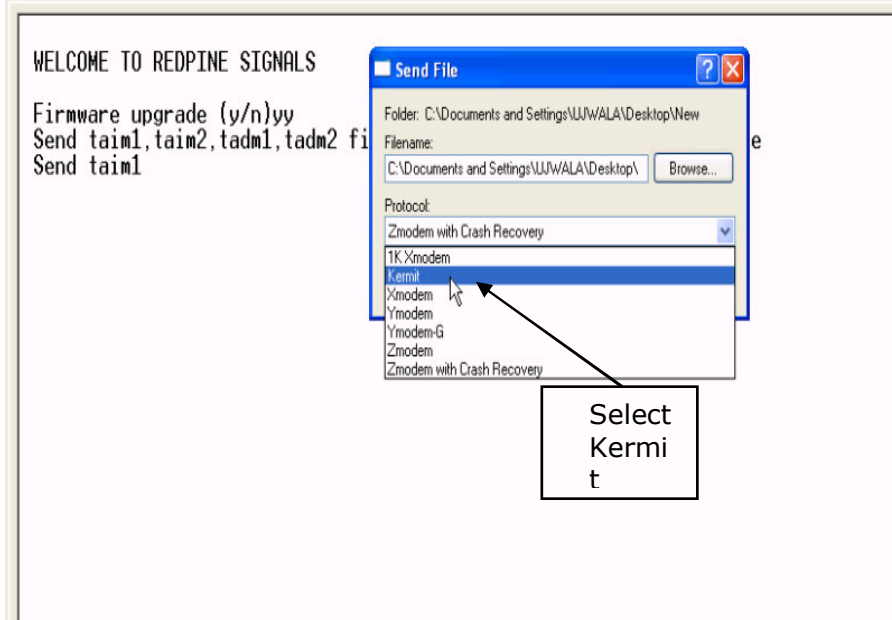 WELCOME TO REDPINE SIGNALS
Firmware upgrade (y/n)yy
Send taim1,taim2,tadm1,tadm2 fi e
Send taim1
Send File
Folder: C:\Documents and Settings\UJWALA\Desktop\New
Filename:
C:\Documents and Settings\UJWALA\Desktop\ Browse...
Protocol:
Zmodem with Crash Recovery
1K Xmodem
Kermit
Xmodem
Ymodem
Ymodem-G
Zmodem
Zmodem with Crash Recovery
Select
Kermi
t